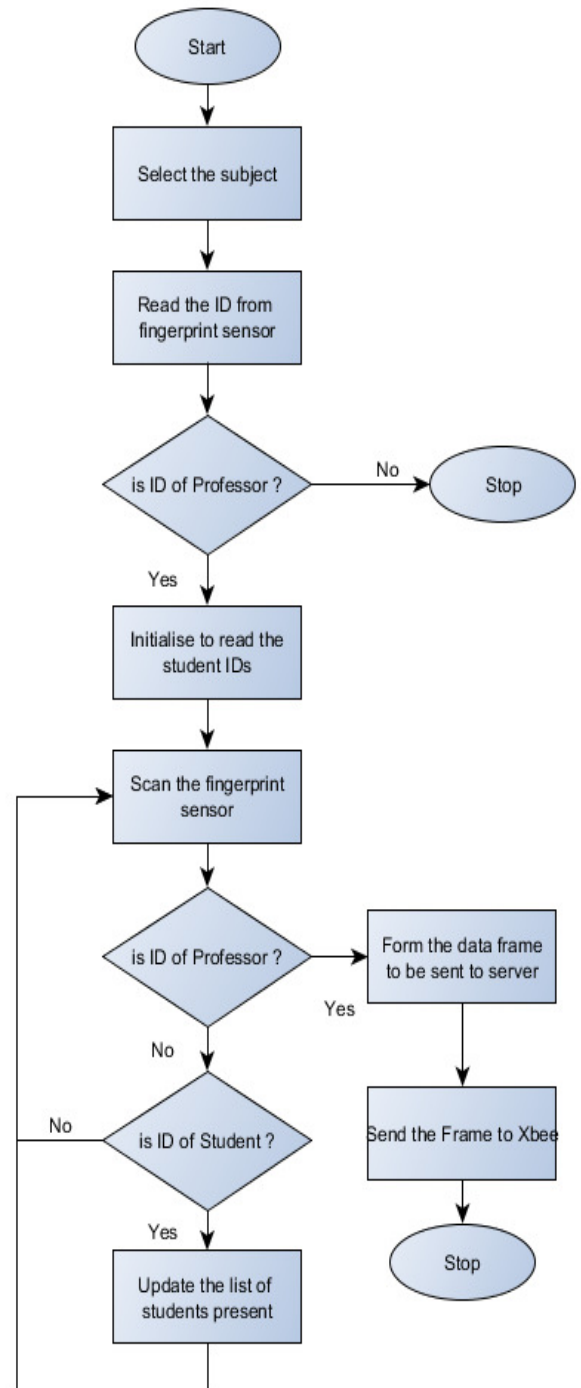 Start
Select the subject
Read the ID from
fingerprint sensor
is ID of Professor ?
No
Stop
Yes
Initialise to read the
student IDs
Scan the fingerprint
sensor
is ID of Professor ?
Yes
Form the data frame
to be sent to server
No
Send the Frame to Xbee
is ID of Student ?
No
Yes
Stop
Update the list of
students present